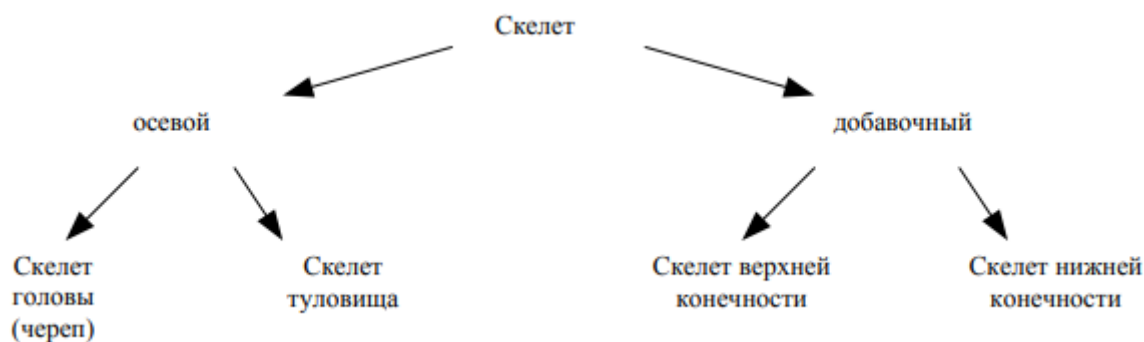 Скелет
осевой
добавочный
Скелет
головы
(череп)
Скелет
туловища
Скелет верхней
конечности
Скелет нижней
конечности